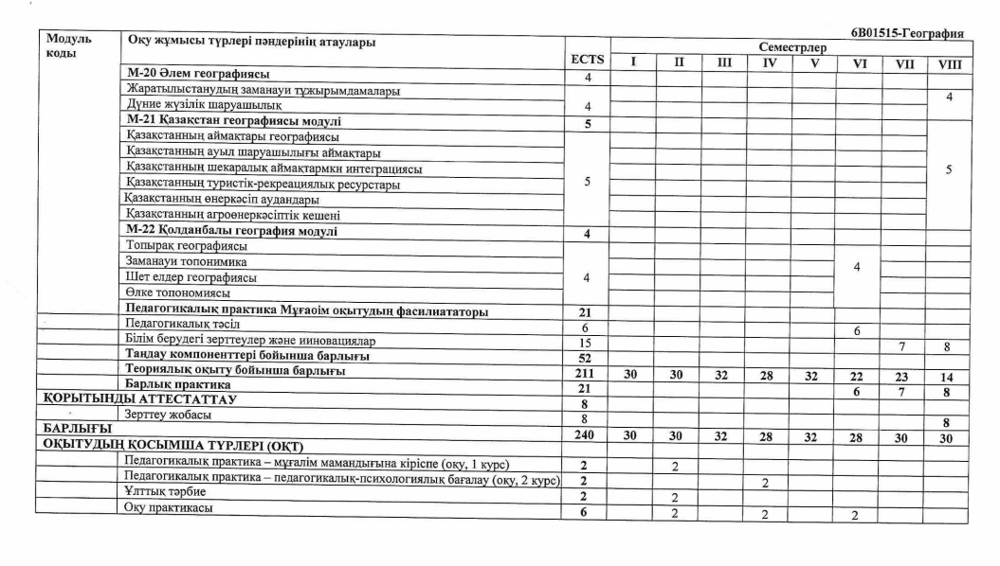 6B01515-География
Модуль коды Оқу жұмысы түрлері пәндерінің атаулары ECTS Семестрлер
I II III IV V VI VII VIII
М-20 Әлем географиясы 4
Жаратылыстанудың заманауи тұжырымдамалары 4 4
Дүние жүзілік шаруашылық
М-21 Қазақстан географиясы модулі 5
Қазақстанның аймақтары географиясы 5 5
Қазақстанның ауыл шаруашылығы аймақтары
Қазақстанның шекаралық аймақтармкн интеграциясы
Қазақстанның туристік-рекреациялық ресурстары
Қазақстанның өнеркәсіп аудандары
Қазақстанның агроөнеркәсіптік кешені
М-22 Қолданбалы география модулі 4
Топырақ географиясы 4 4
Заманауи топонимика
Шет елдер географиясы
Өлке топономиясы
Педагогикалық практика Мұғаоім оқытудың фасилиататоры 21
Педагогикалық тәсіл 6 6
Білім берудегі зерттеулер және ииновациялар 15 7 8
Таңдау компоненттері бойынша барлығы 52
Теориялық оқыту бойынша барлығы 211 30 30 32 28 32 22 23 14
Барлық практика 21 6 7 8
ҚОРЫТЫНДЫ АТТЕСТАТТАУ 8
Зерттеу жобасы 8 8
БАРЛЫҒЫ 240 30 30 32 28 32 28 30 30
ОҚЫТУДЫҢ ҚОСЫМША ТҮРЛЕРІ (ОҚТ)
Педагогикалық практика – мұғалім мамандығына кіріспе (оқу, 1 курс) 2 2
Педагогикалық практика – педагогикалық-психологиялық бағалау (оқу, 2 курс) 2 2
Ұлттық тәрбие 2 2
Оқу практикасы 6 2 2 2